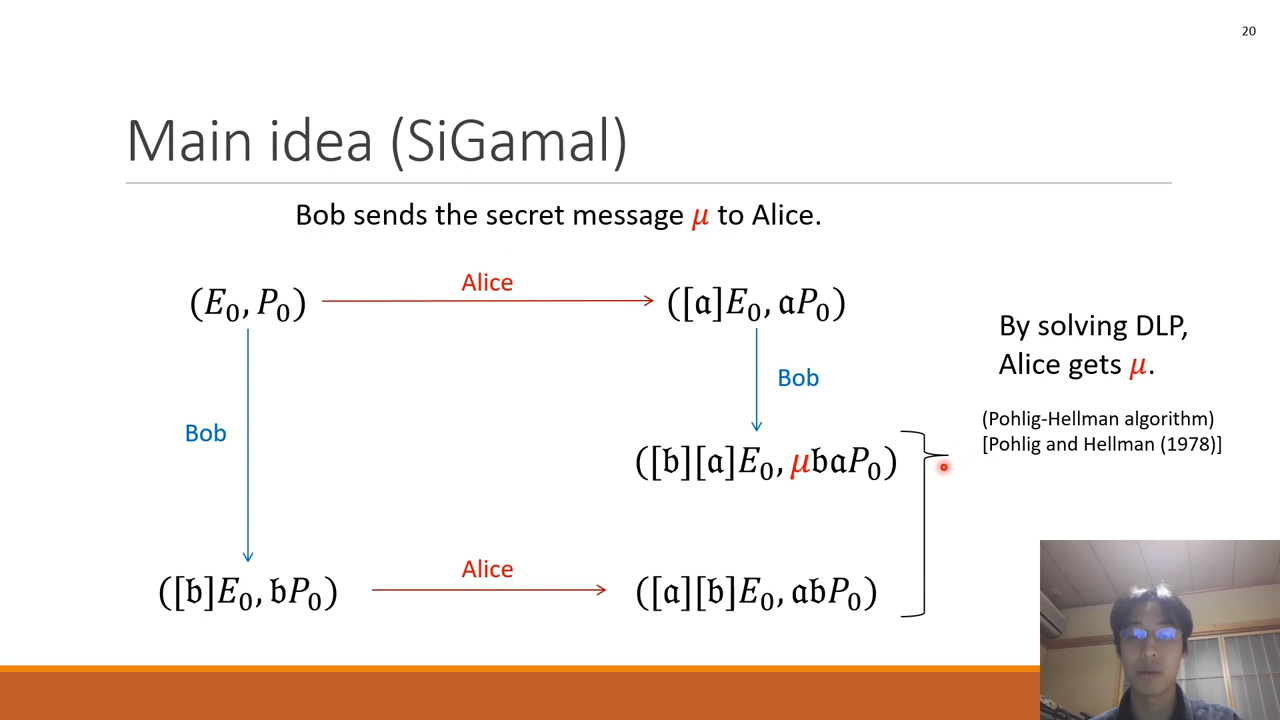 20
Main idea (SiGamal)
Bob sends the secret message μ to Alice.
(E₀, P₀)
Alice
([𝔞]E₀, 𝔞P₀)
By solving DLP,
Alice gets μ.
Bob
(Pohlig-Hellman algorithm)
[Pohlig and Hellman (1978)]
Bob
([𝔟][𝔞]E₀, μ𝔟𝔞P₀)
([𝔟]E₀, 𝔟P₀)
Alice
([𝔞][𝔟]E₀, 𝔞𝔟P₀)